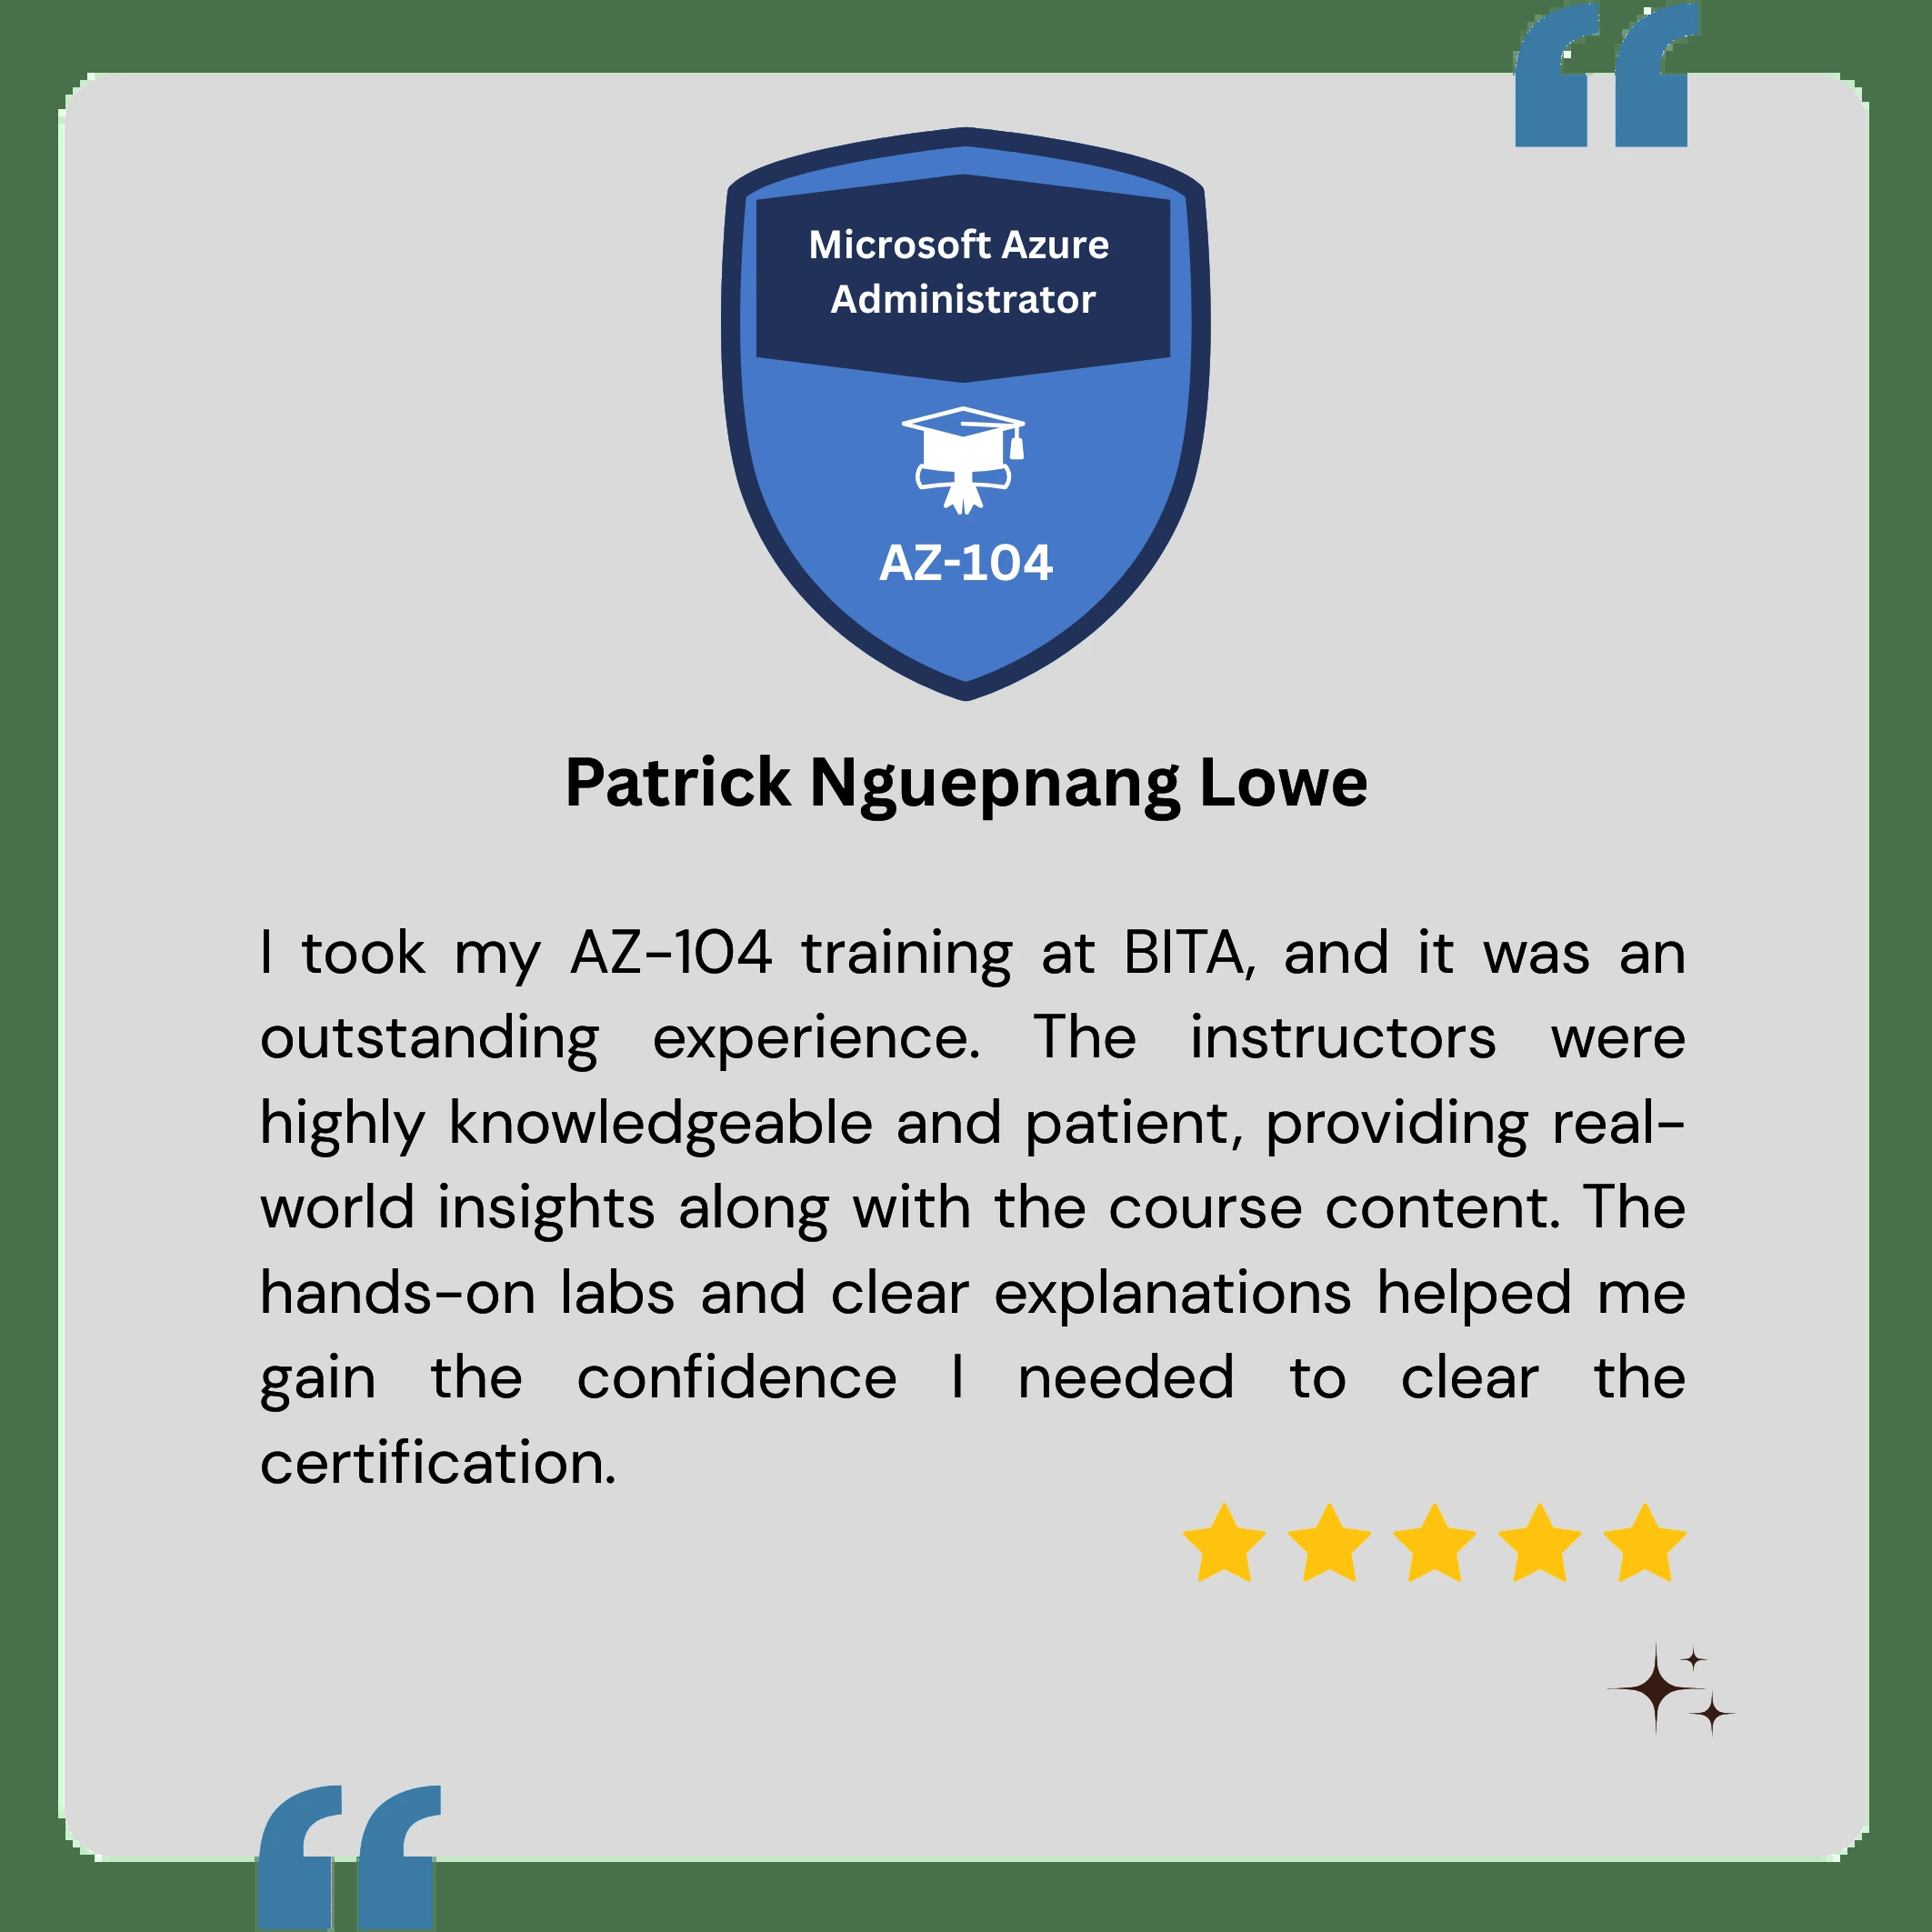 Microsoft Azure
Administrator
AZ-104
Patrick Nguepnang Lowe
I took my AZ-104 training at BITA, and it was an
outstanding experience. The instructors were
highly knowledgeable and patient, providing real-
world insights along with the course content. The
hands-on labs and clear explanations helped me
gain the confidence I needed to clear the
certification.